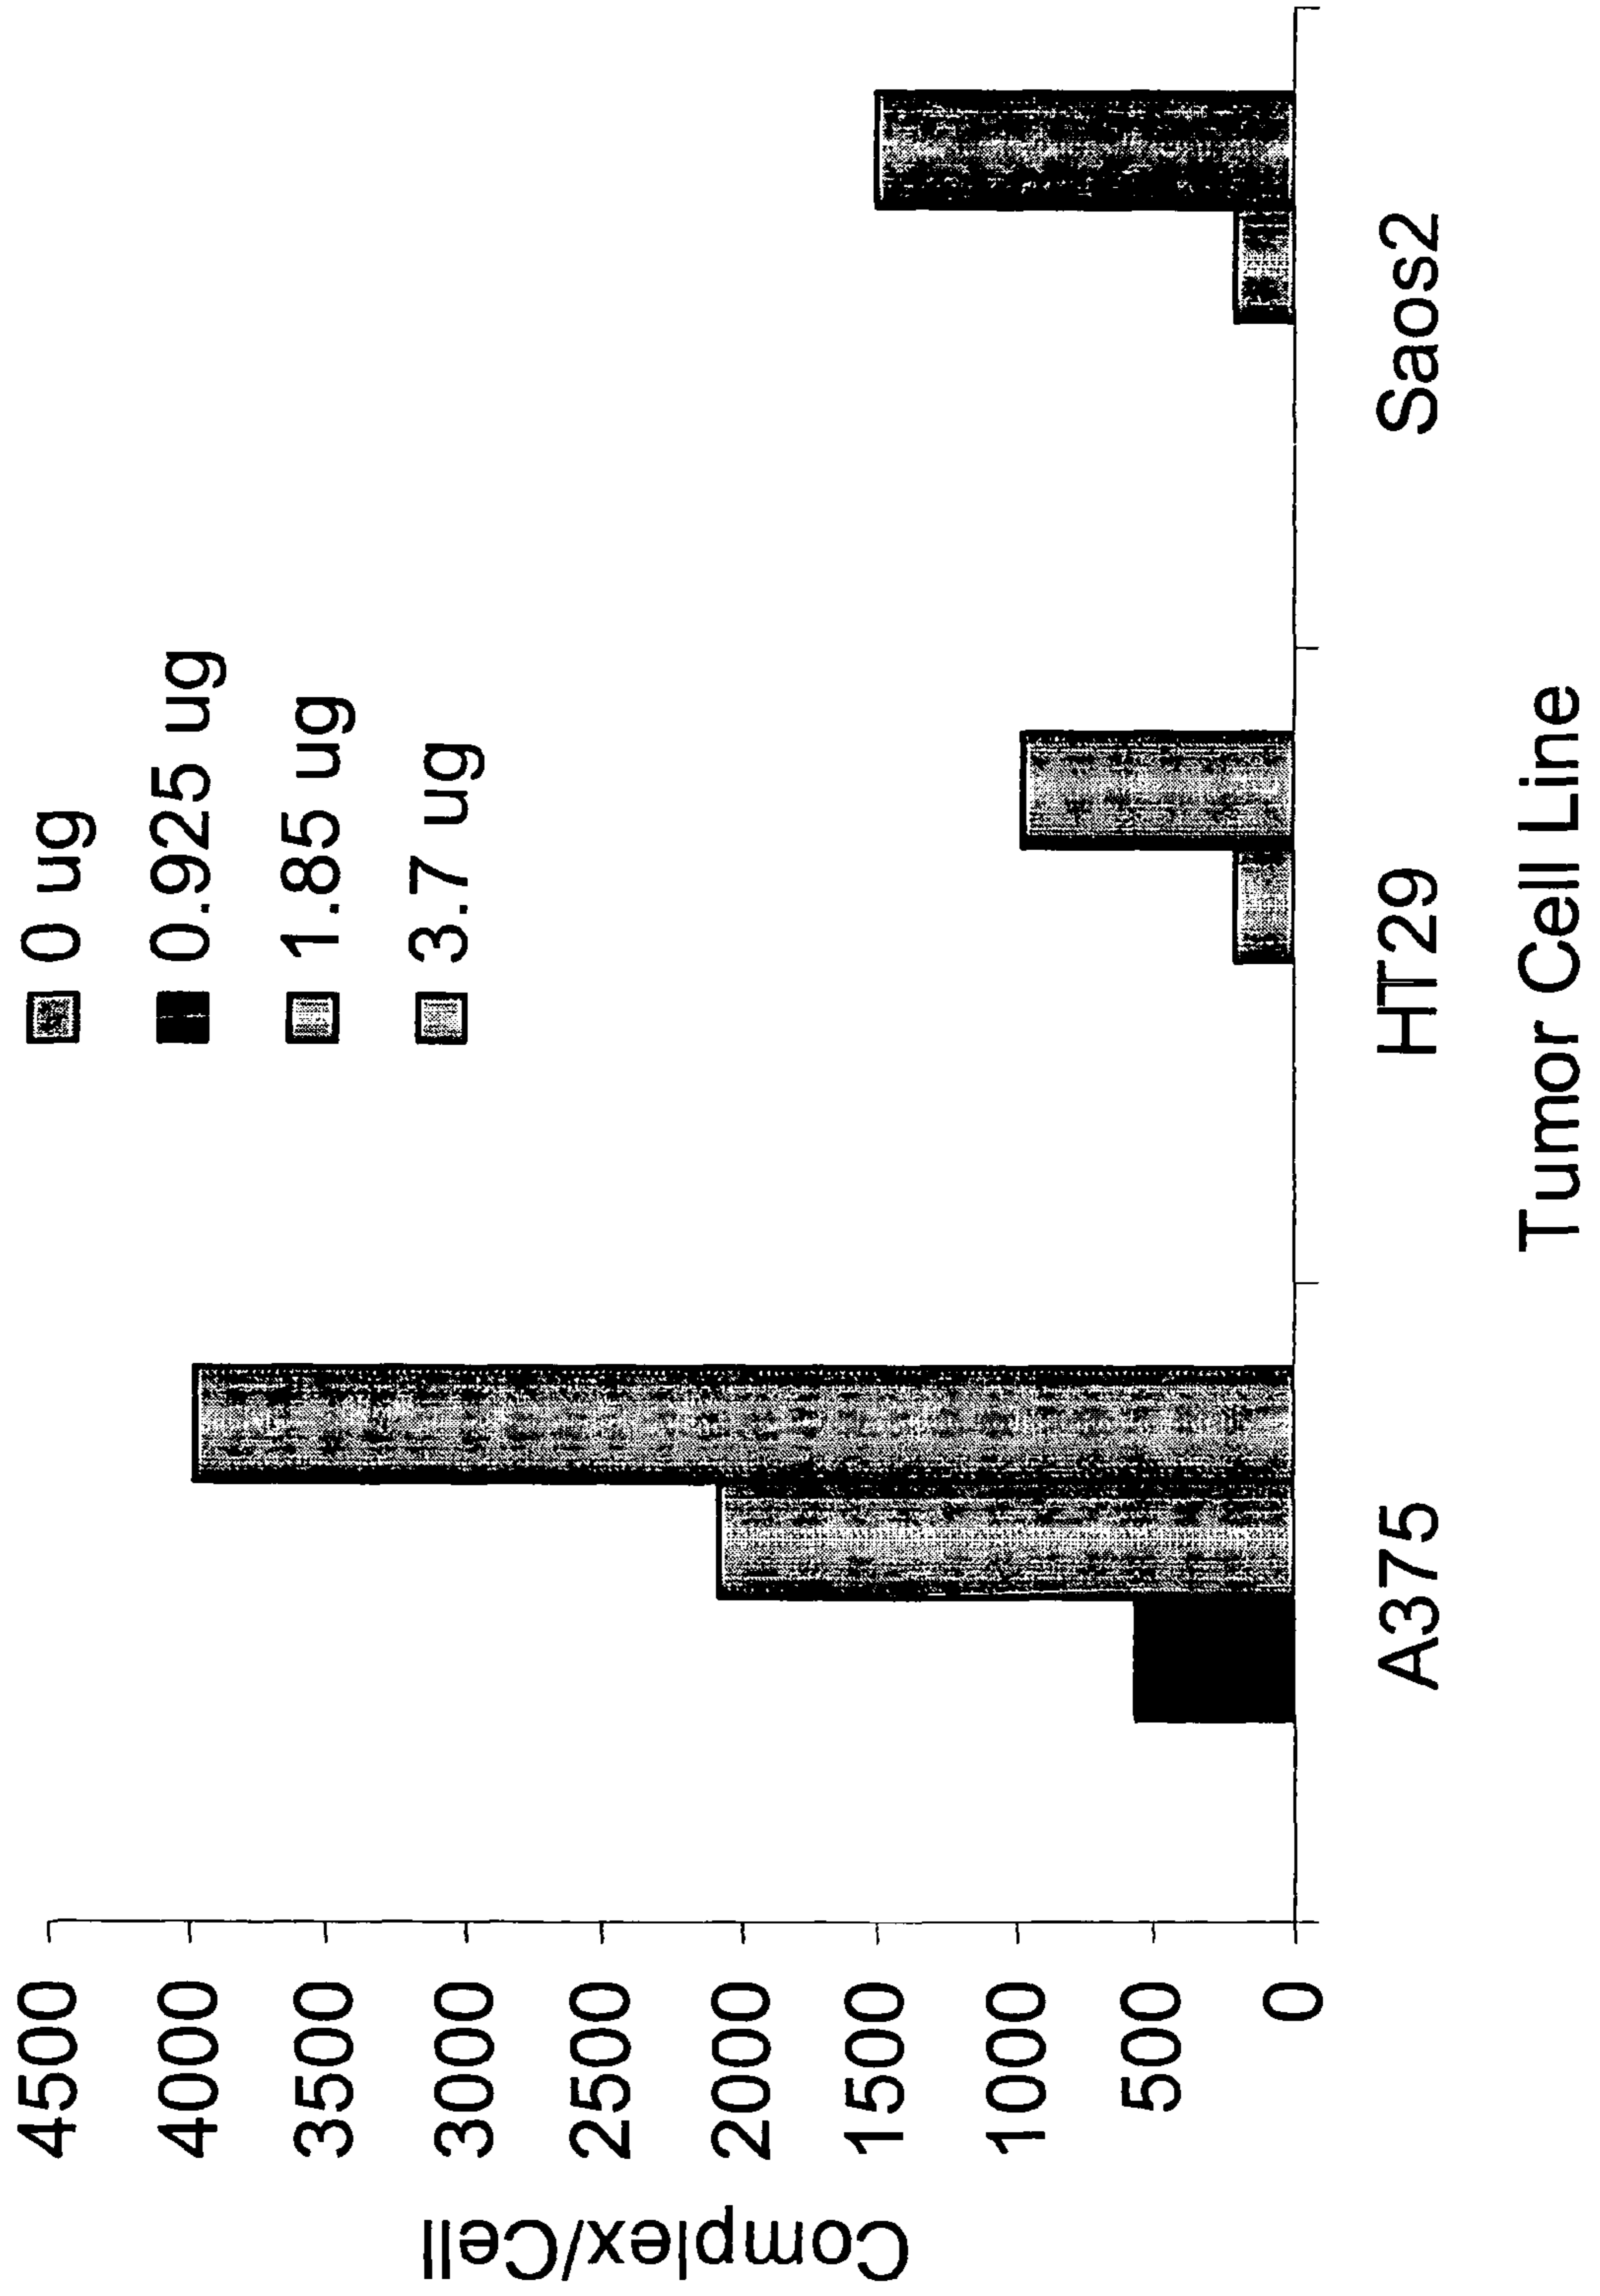 0 ug
0.925 ug
1.85 ug
3.7 ug
Complex/Cell
4500
4000
3500
3000
2500
2000
1500
1000
500
0
A375
HT29
Saos2
Tumor Cell Line